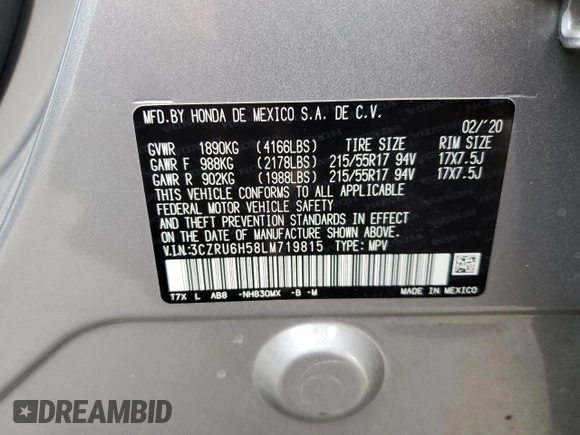 MFD.BY HONDA DE MEXICO S.A. DE C.V.
02/'20
GVWR 1890KG (4166LBS) TIRE SIZE RIM SIZE
GAWR F 988KG (2178LBS) 215/55R17 94V 17X7.5J
GAWR R 902KG (1988LBS) 215/55R17 94V 17X7.5J
THIS VEHICLE CONFORMS TO ALL APPLICABLE
FEDERAL MOTOR VEHICLE SAFETY
AND THEFT PREVENTION STANDARDS IN EFFECT
ON THE DATE OF MANUFACTURE SHOWN ABOVE.
V.I.N:3CZRU6H58LM719815 TYPE: MPV
T7X L AB8 -NH830MX -B -M
MADE IN MEXICO
DREAMBID